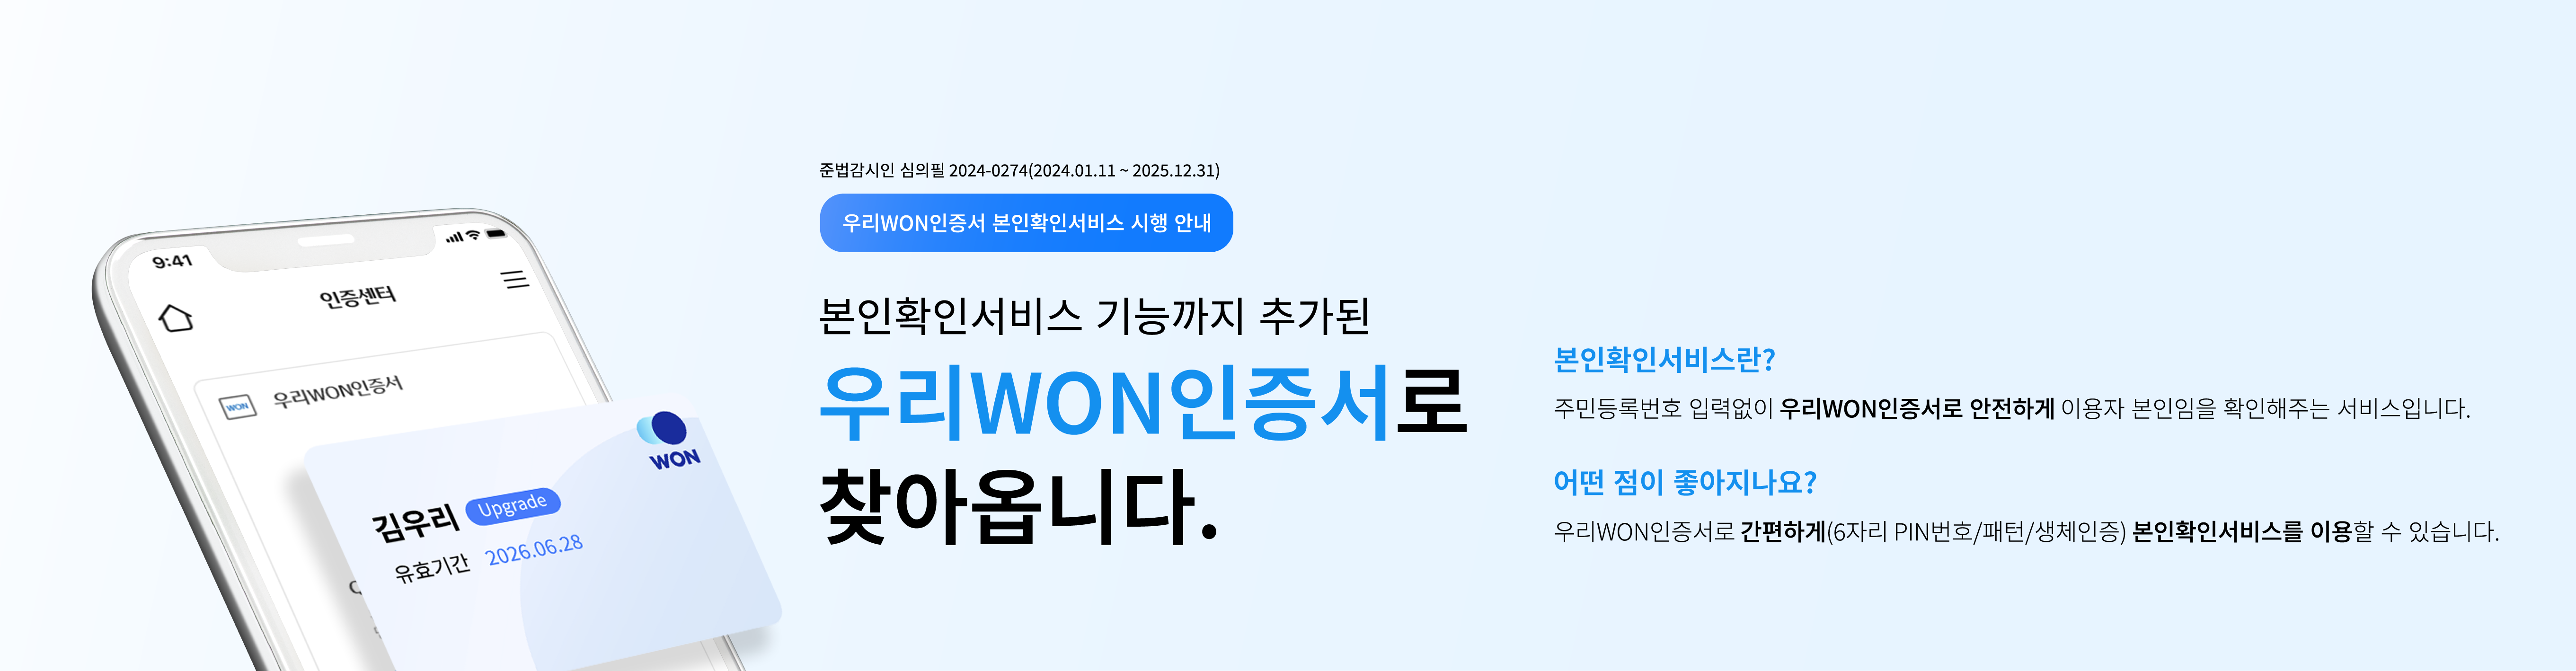 준법감시인 심의필 2024-0274(2024.01.11 ~ 2025.12.31)
우리WON인증서 본인확인서비스 시행 안내
본인확인서비스 기능까지 추가된
우리WON인증서로
찾아옵니다.
본인확인서비스란?
주민등록번호 입력없이 우리WON인증서로 안전하게 이용자 본인임을 확인해주는 서비스입니다.
어떤 점이 좋아지나요?
우리WON인증서로 간편하게(6자리 PIN번호/패턴/생체인증) 본인확인서비스를 이용할 수 있습니다.
9:41
인증센터
WON 우리WON인증서
WON
김우리 Upgrade
유효기간 2026.06.28